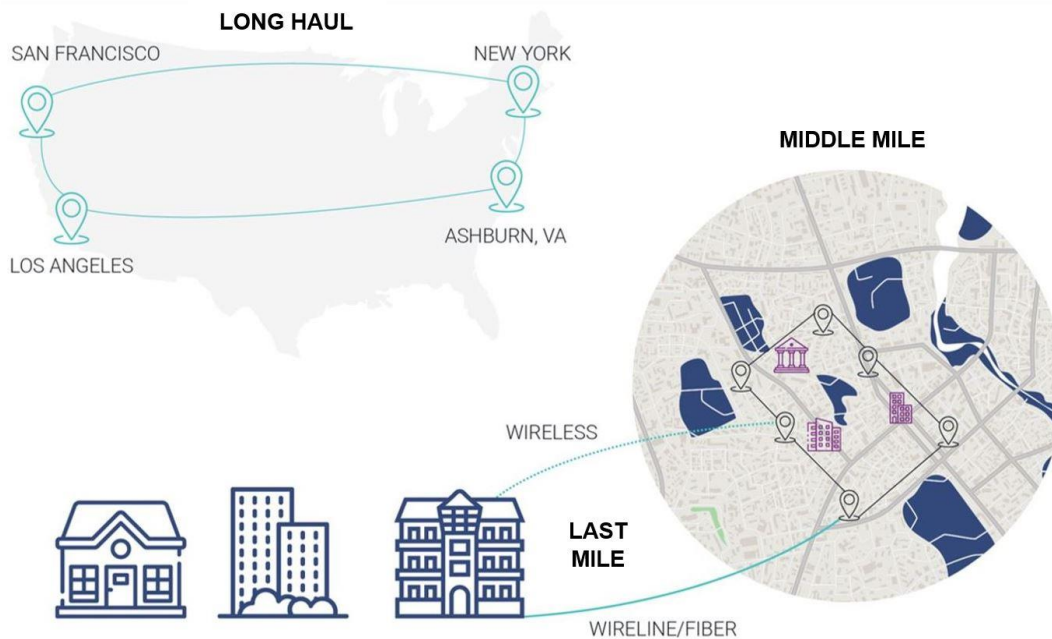 LONG HAUL
SAN FRANCISCO
NEW YORK
LOS ANGELES
ASHBURN, VA
MIDDLE MILE
WIRELESS
LAST
MILE
WIRELINE/FIBER